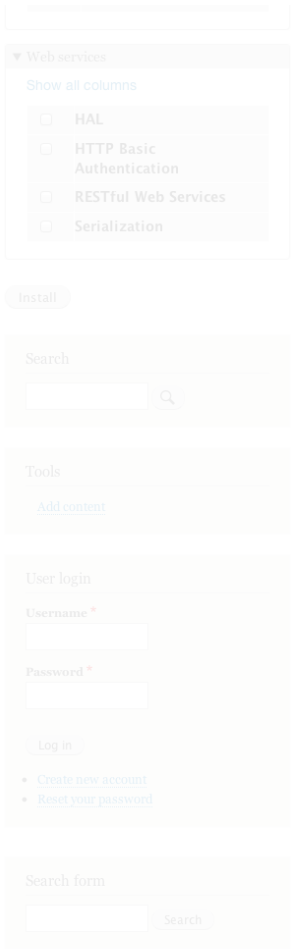 Web services
Show all columns
HAL
HTTP Basic
Authentication
RESTful Web Services
Serialization
Install
Search
Tools
Add content
User login
Username *
Password *
Log in
Create new account
Reset your password
Search form
Search